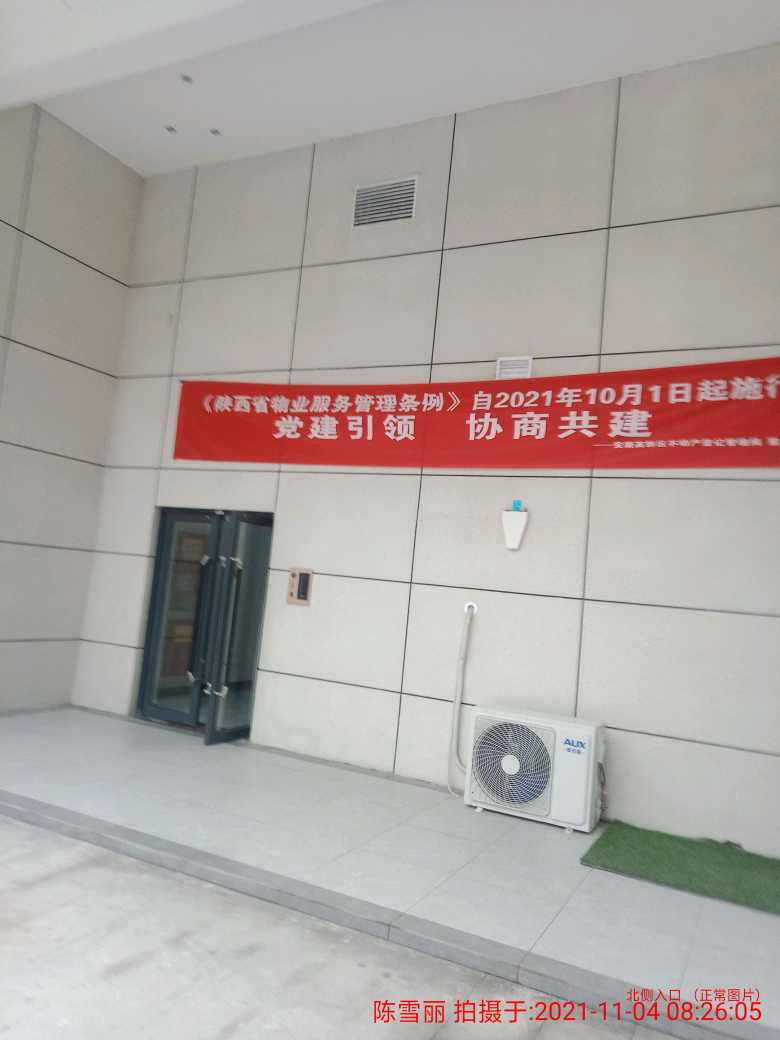 《陕西省物业服务管理条例》自2021年10月1日起施行
党建引领 协商共建
AUX
北侧入口 （正常图片）
陈雪丽 拍摄于:2021-11-04 08:26:05